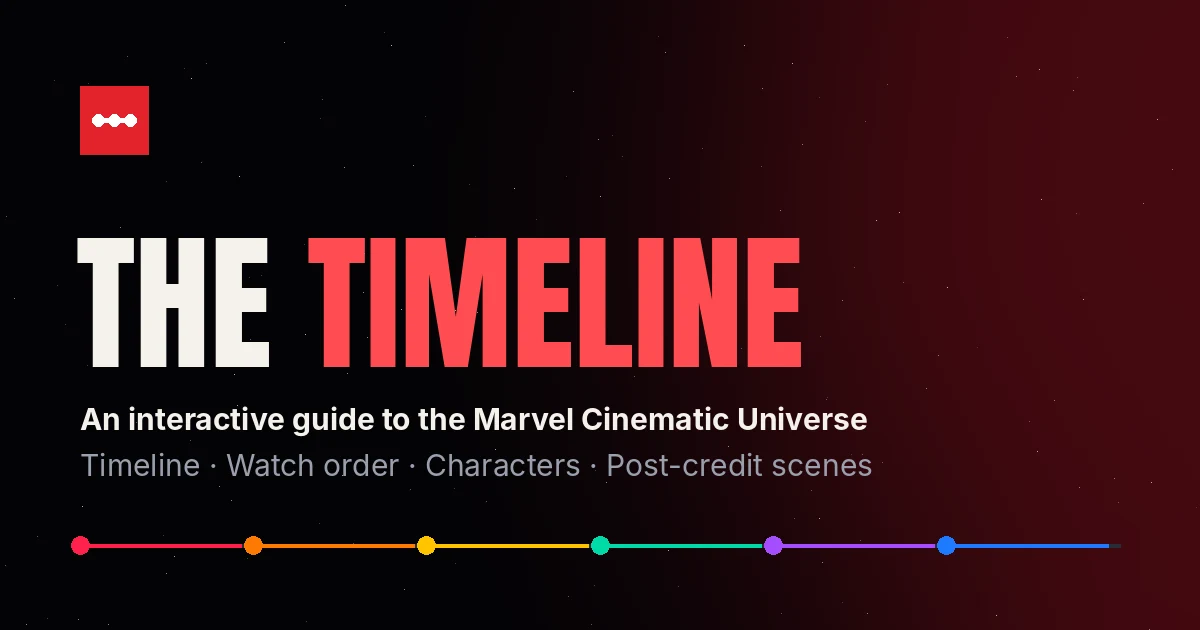 THE TIMELINE
An interactive guide to the Marvel Cinematic Universe
Timeline · Watch order · Characters · Post-credit scenes